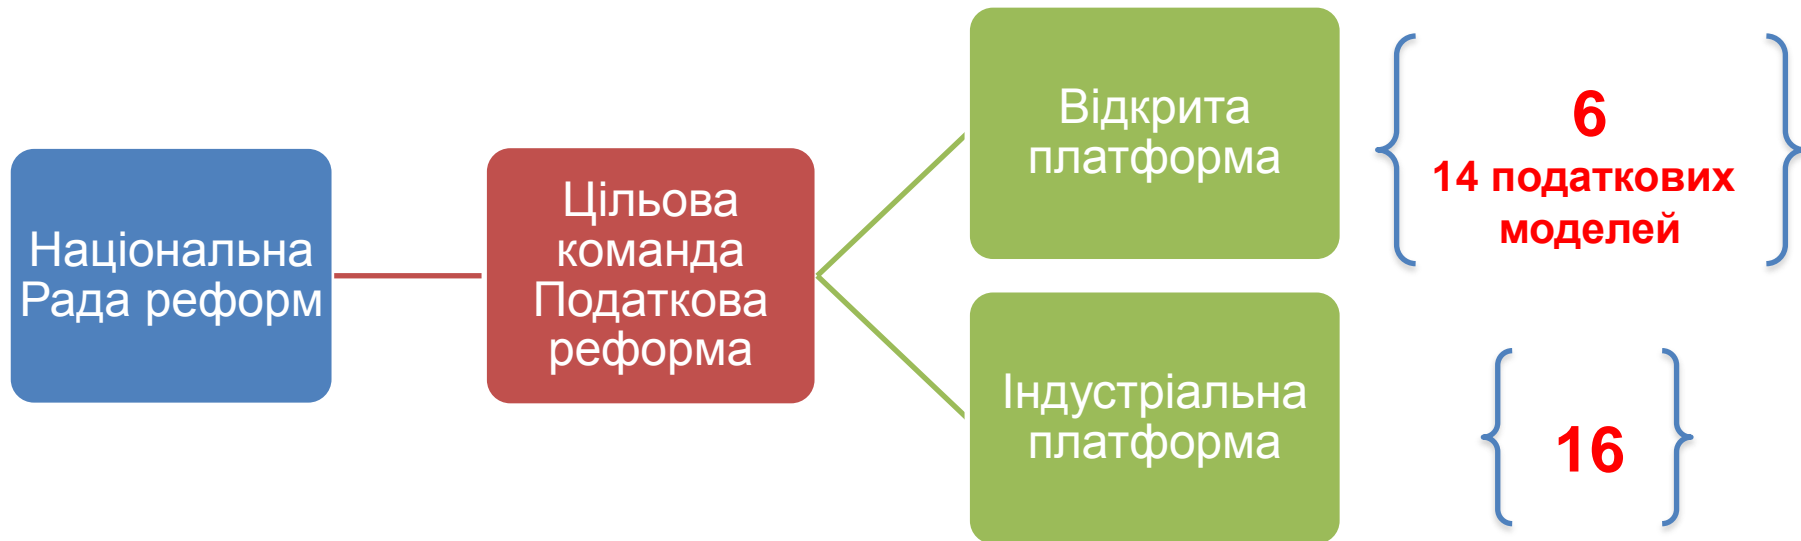 Національна
Рада реформ
Цільова
команда
Податкова
реформа
Відкрита
платформа
6
14 податкових
моделей
Індустріальна
платформа
16